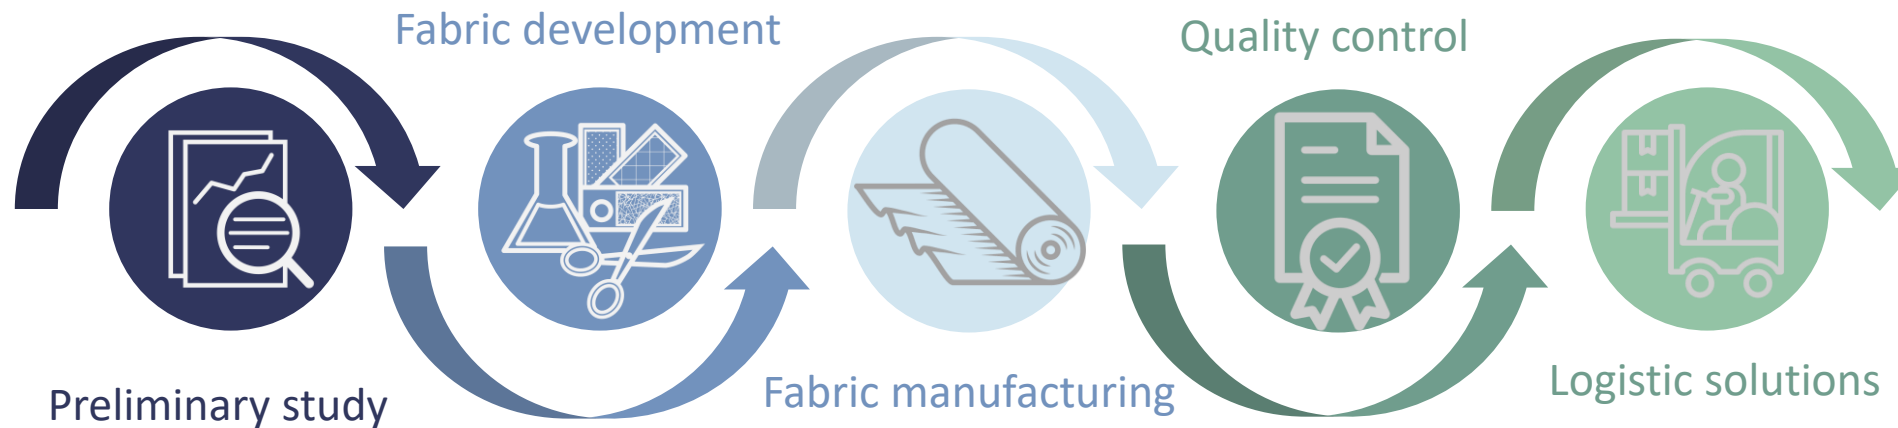 Preliminary study
Fabric development
Fabric manufacturing
Quality control
Logistic solutions